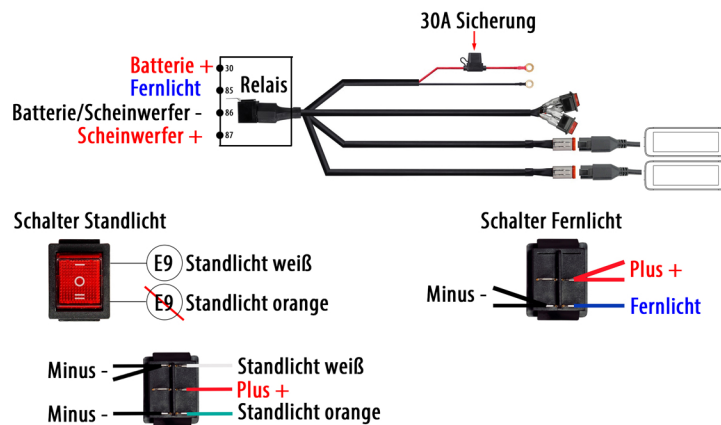 30A Sicherung
Batterie + 30
Fernlicht 85
Relais
Batterie/Scheinwerfer - 86
Scheinwerfer + 87
Schalter Standlicht
E9 Standlicht weiß
E9 Standlicht orange
Schalter Fernlicht
Plus +
Minus -
Fernlicht
Minus - Standlicht weiß
Plus +
Minus - Standlicht orange